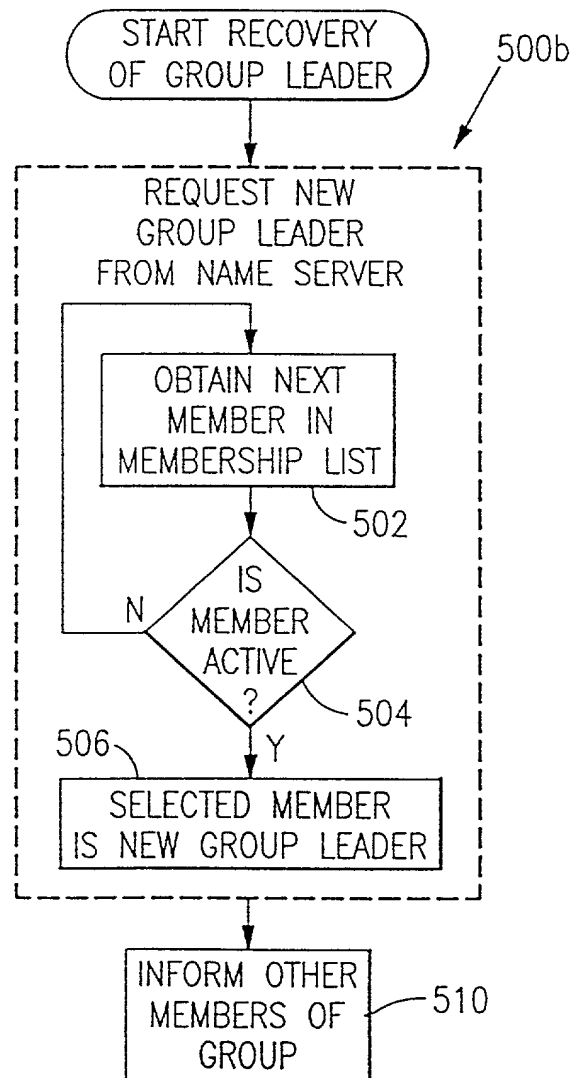 START RECOVERY
OF GROUP LEADER
500b
REQUEST NEW
GROUP LEADER
FROM NAME SERVER
OBTAIN NEXT
MEMBER IN
MEMBERSHIP LIST
502
IS
MEMBER
ACTIVE
?
N
504
506
Y
SELECTED MEMBER
IS NEW GROUP LEADER
INFORM OTHER
MEMBERS OF
GROUP
510